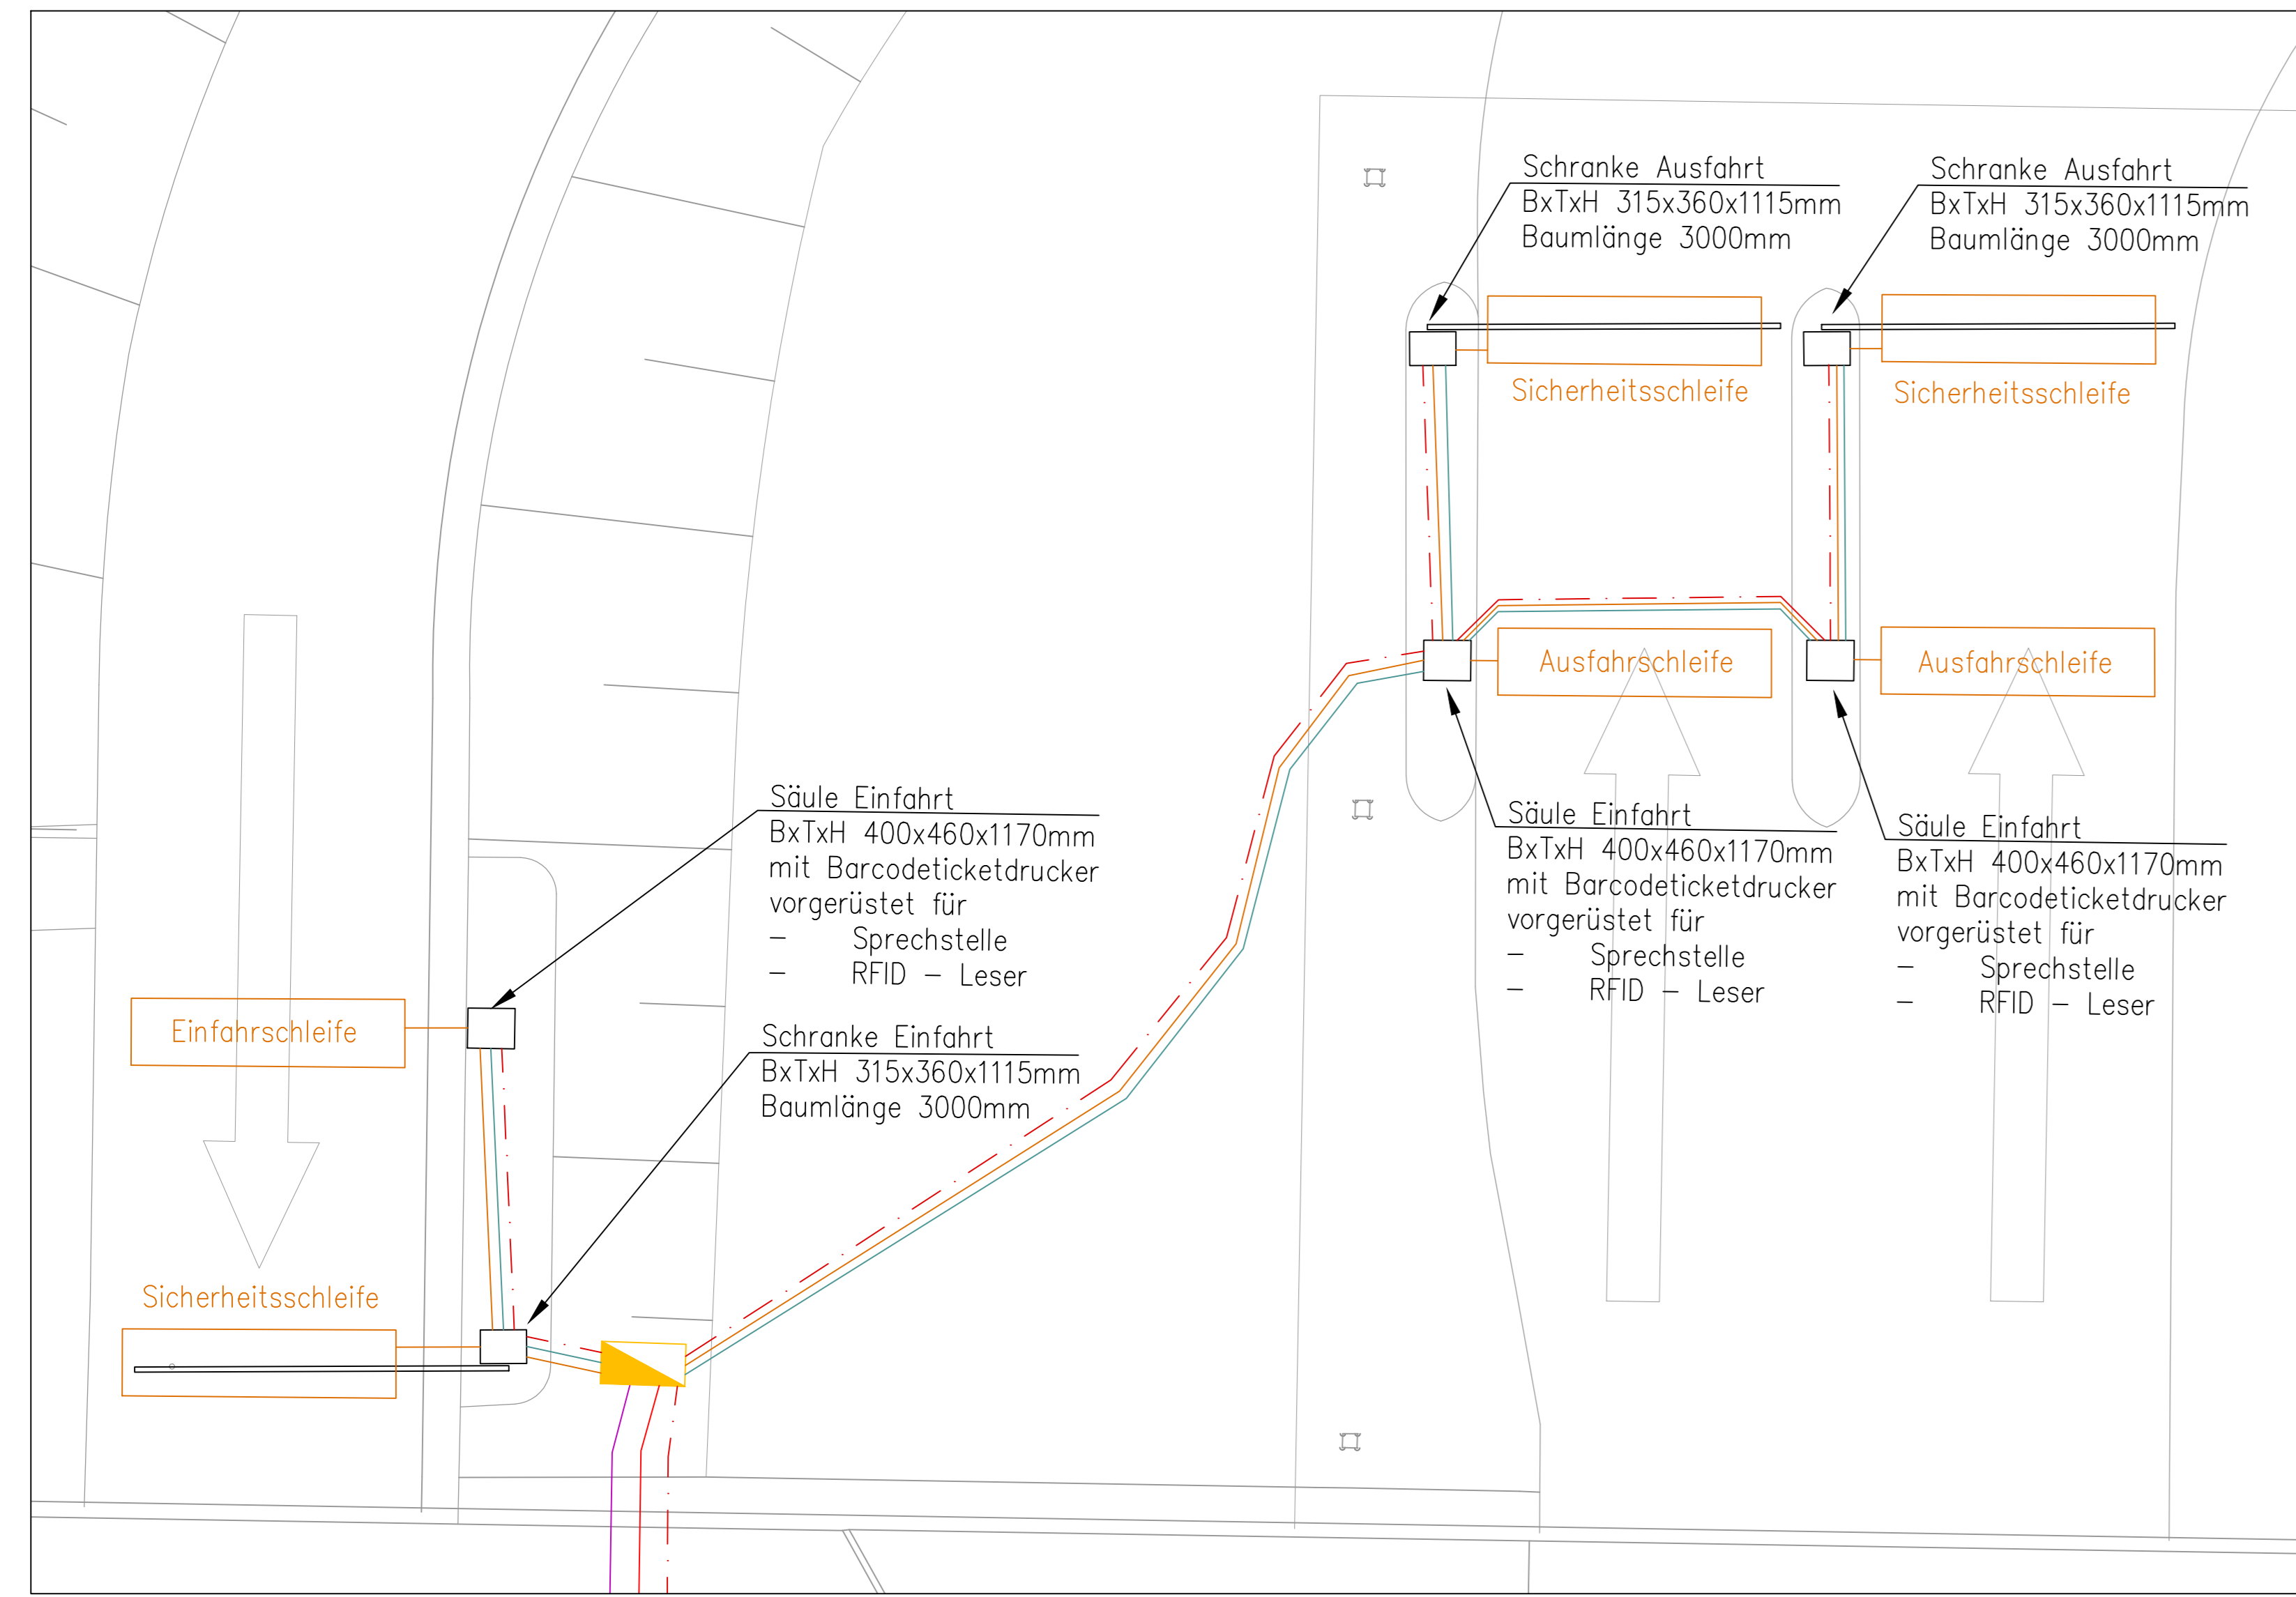 Schranke Ausfahrt
BxTxH 315x360x1115mm
Baumlänge 3000mm
Schranke Ausfahrt
BxTxH 315x360x1115mm
Baumlänge 3000mm
Sicherheitsschleife
Sicherheitsschleife
Ausfahrschleife
Ausfahrschleife
Säule Einfahrt
BxTxH 400x460x1170mm
mit Barcodeticketdrucker
vorgerüstet für
– Sprechstelle
– RFID – Leser
Säule Einfahrt
BxTxH 400x460x1170mm
mit Barcodeticketdrucker
vorgerüstet für
– Sprechstelle
– RFID – Leser
Säule Einfahrt
BxTxH 400x460x1170mm
mit Barcodeticketdrucker
vorgerüstet für
– Sprechstelle
– RFID – Leser
Einfahrschleife
Schranke Einfahrt
BxTxH 315x360x1115mm
Baumlänge 3000mm
Sicherheitsschleife